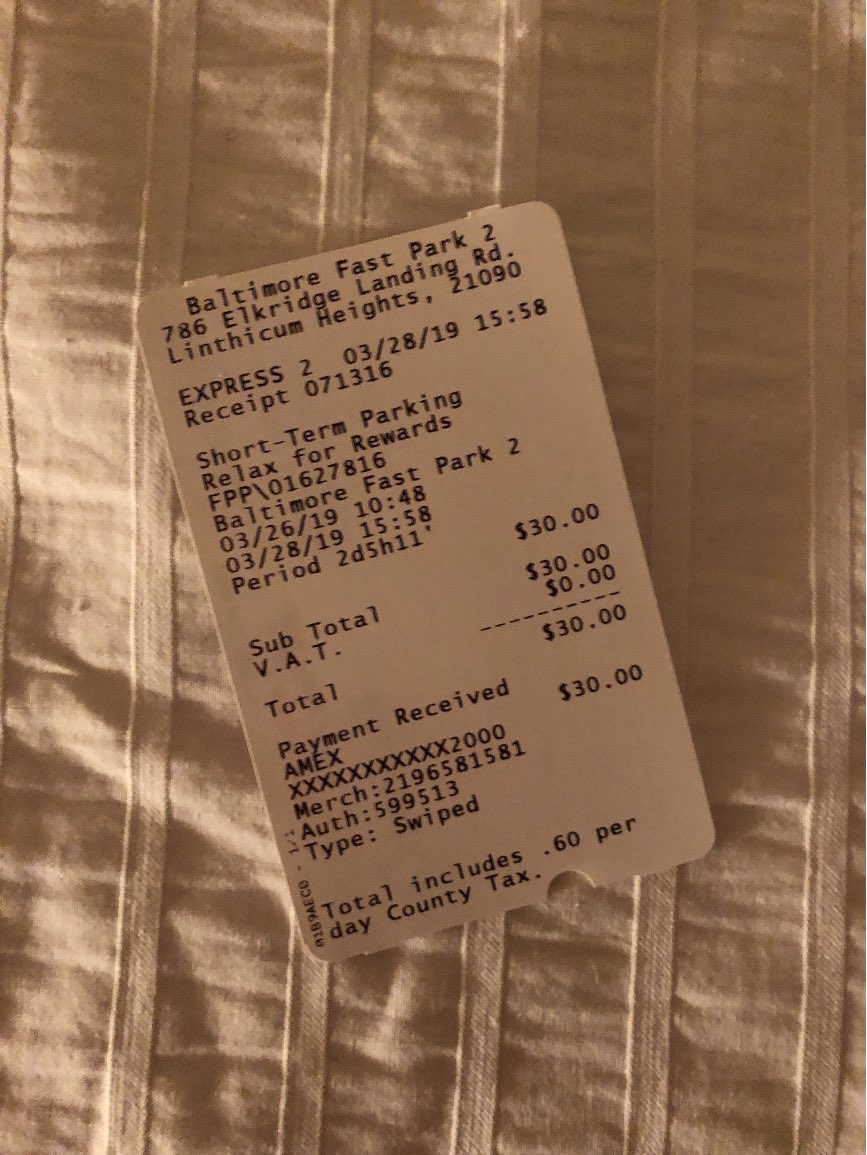 Baltimore Fast Park 2
786 Elkridge Landing Rd.
Linthicum Heights, 21090
EXPRESS 2 03/28/19 15:58
Receipt 071316
Short-Term Parking
Relax for Rewards
FPP\01627816
Baltimore Fast Park 2
03/26/19 10:48
03/28/19 15:58
Period 2d5h11' $30.00
Sub Total $30.00
V.A.T. $0.00
----------
Total $30.00
Payment Received $30.00
AMEX
XXXXXXXXXXX2000
Merch:2196581581
Auth:599513
Type: Swiped
Total includes .60 per
day County Tax.